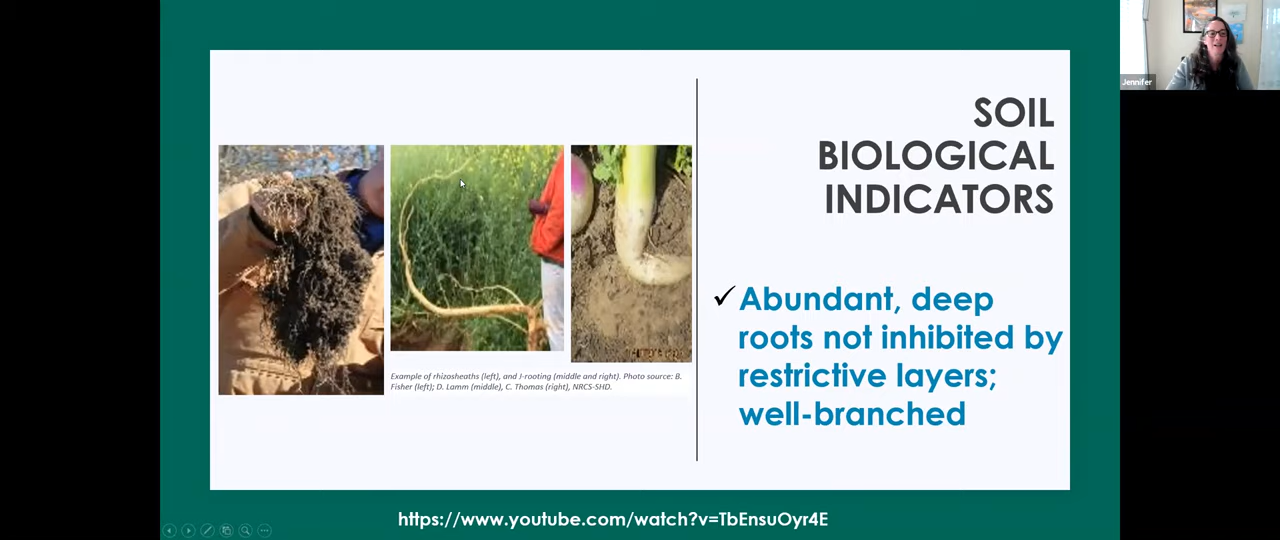 Jennifer
SOIL
BIOLOGICAL
INDICATORS
✓Abundant, deep
roots not inhibited by
restrictive layers;
well-branched
Example of rhizosheaths (left), and J-rooting (middle and right). Photo source: B.
Fisher (left); D. Lamm (middle), C. Thomas (right), NRCS-SHD.
https://www.youtube.com/watch?v=TbEnsuOyr4E